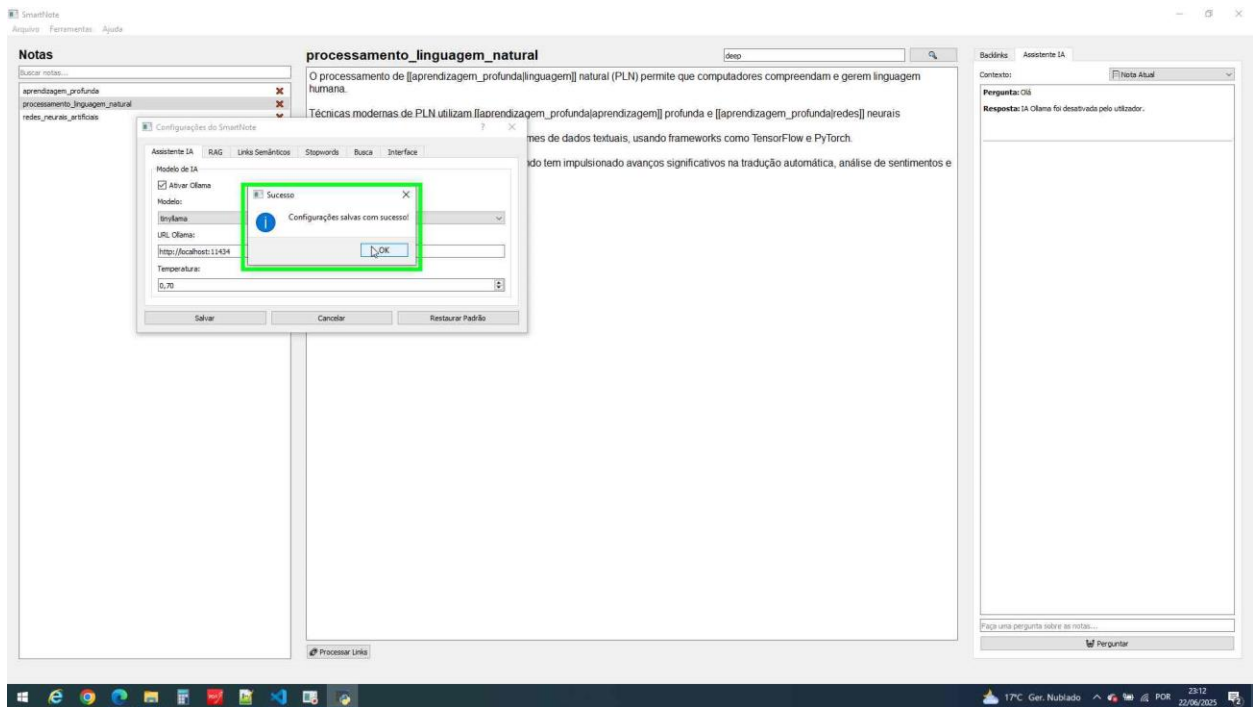 SmartNote
Arquivo Ferramentas Ajuda
Notas
Buscar notas...
aprendizagem_profunda
processamento_linguagem_natural
redes_neurais_artificiais
processamento_linguagem_natural
deep
O processamento de [[aprendizagem_profunda|linguagem]] natural (PLN) permite que computadores compreendam e gerem linguagem
humana.
Técnicas modernas de PLN utilizam [[aprendizagem_profunda|aprendizagem]] profunda e [[aprendizagem_profunda|redes]] neurais
mes de dados textuais, usando frameworks como TensorFlow e PyTorch.
do tem impulsionado avanços significativos na tradução automática, análise de sentimentos e
Processar Links
Configurações do SmartNote
Assistente IA RAG Links Semânticos Stopwords Busca Interface
Modelo de IA
Ativar Ollama
Modelo:
tinyllama
URL Ollama:
http://localhost:11434
Temperatura:
0,70
Salvar Cancelar Restaurar Padrão
Sucesso
Configurações salvas com sucesso!
OK
Backlinks Assistente IA
Contexto: Nota Atual
Pergunta: Olá
Resposta: IA Ollama foi desativada pelo utilizador.
Faça uma pergunta sobre as notas...
Perguntar
17°C Ger. Nublado POR 23:12
22/06/2025